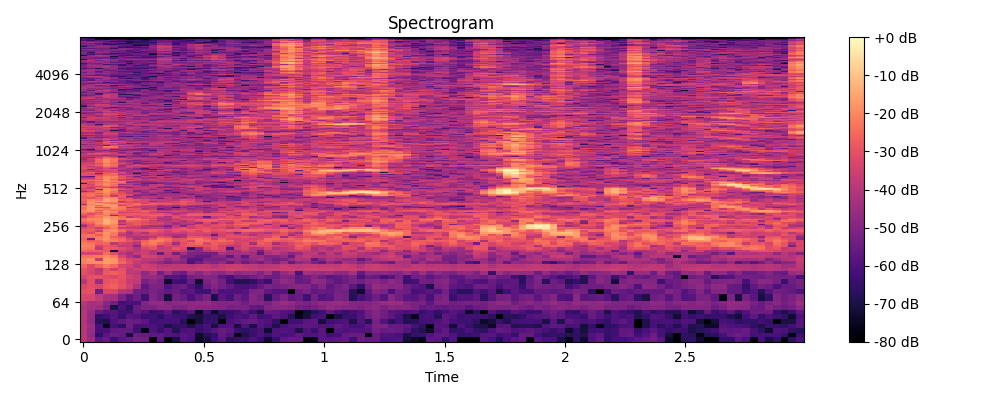 Spectrogram
Hz
4096
2048
1024
512
256
128
64
0
0
0.5
1
1.5
2
2.5
Time
+0 dB
-10 dB
-20 dB
-30 dB
-40 dB
-50 dB
-60 dB
-70 dB
-80 dB